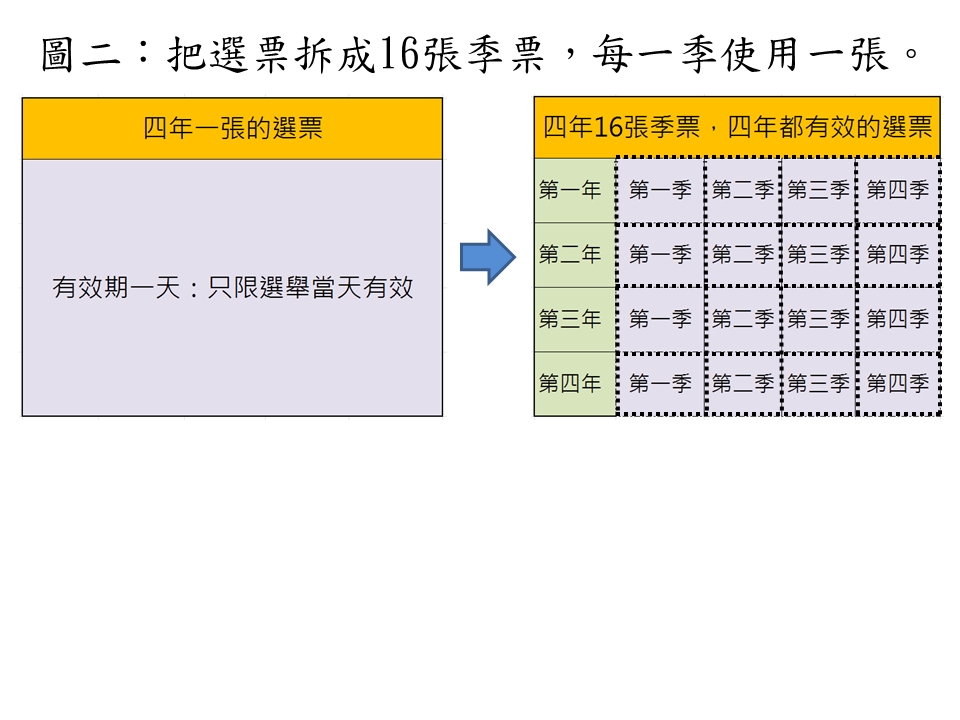 圖二：把選票拆成16張季票，每一季使用一張。
四年一張的選票
有效期一天：只限選舉當天有效
四年16張季票，四年都有效的選票
第一年 第一季 第二季 第三季 第四季
第二年 第一季 第二季 第三季 第四季
第三年 第一季 第二季 第三季 第四季
第四年 第一季 第二季 第三季 第四季